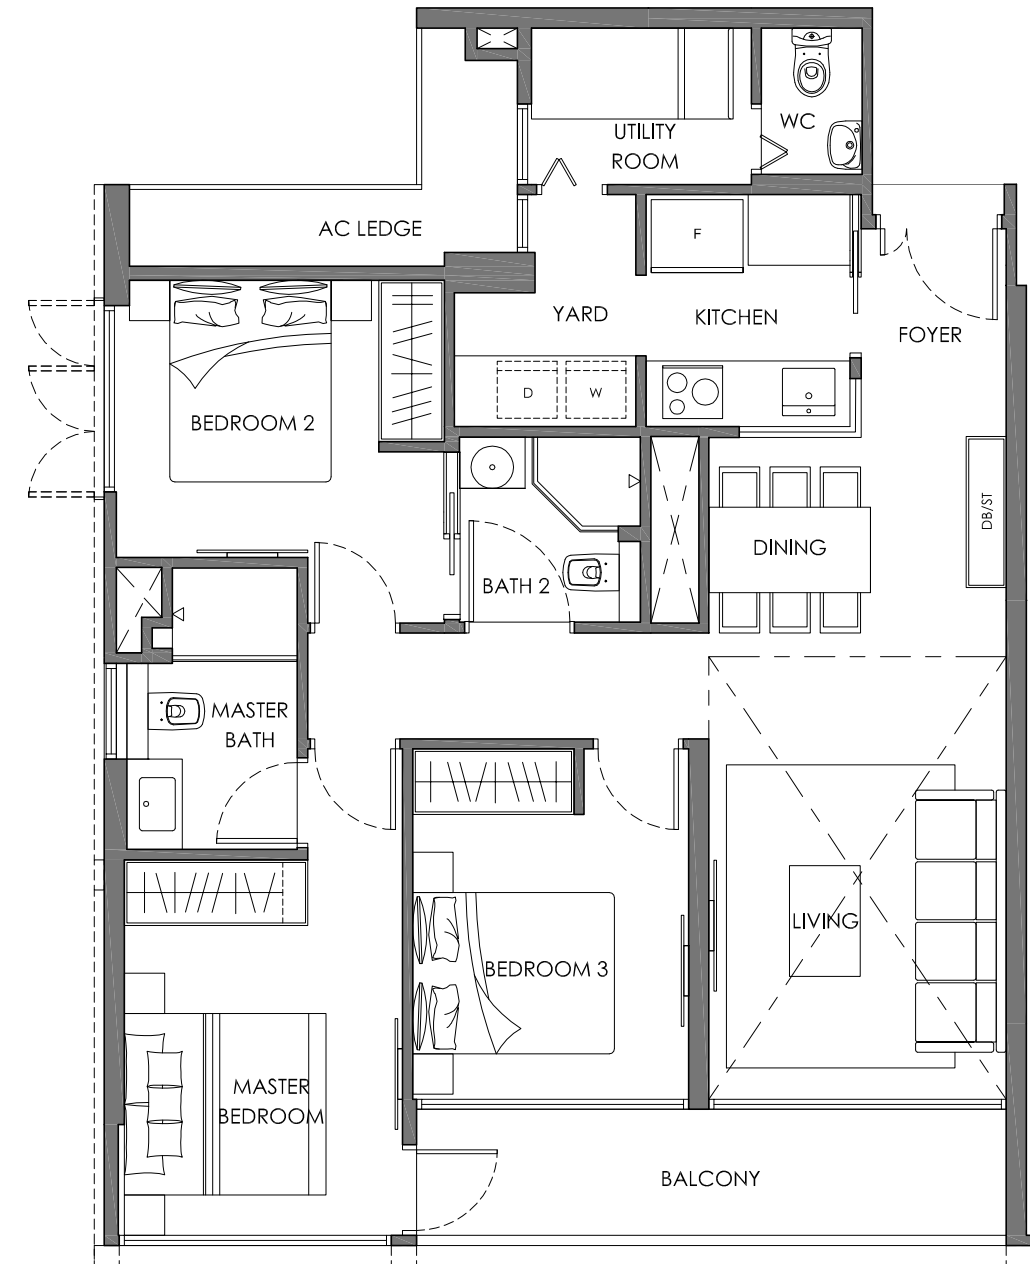 WC
UTILITY
ROOM
AC LEDGE
F
YARD
KITCHEN
FOYER
D
W
BEDROOM 2
DB/ST
DINING
BATH 2
MASTER
BATH
LIVING
BEDROOM 3
MASTER
BEDROOM
BALCONY